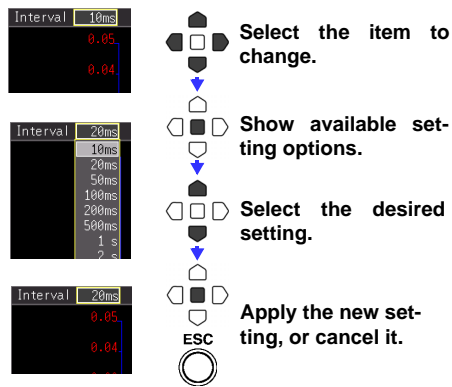 Interval 10ms
0.05
0.04
Select the item to
change.
Interval 20ms
10ms
20ms
50ms
100ms
200ms
500ms
1 s
2 s
Show available set-
ting options.
Select the desired
setting.
Interval 20ms
0.05
0.04
ESC
Apply the new set-
ting, or cancel it.